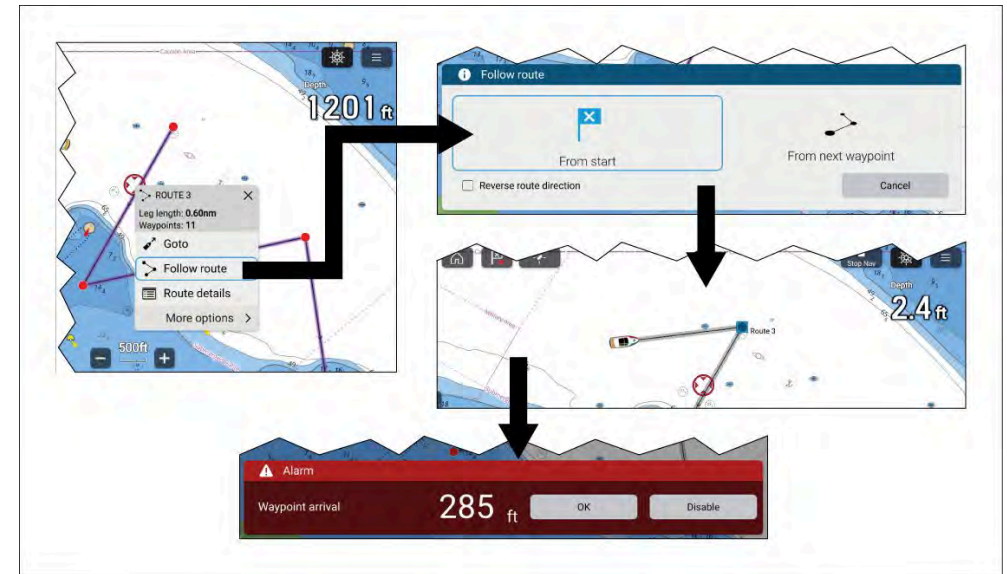 Depth
1201 ft
ROUTE 3
Leg length: 0.60nm
Waypoints: 11
Goto
Follow route
Route details
More options
500ft
Follow route
From start
From next waypoint
Reverse route direction
Cancel
Stop Nav
Depth
2.4 ft
Route 3
Alarm
Waypoint arrival
285 ft
OK
Disable